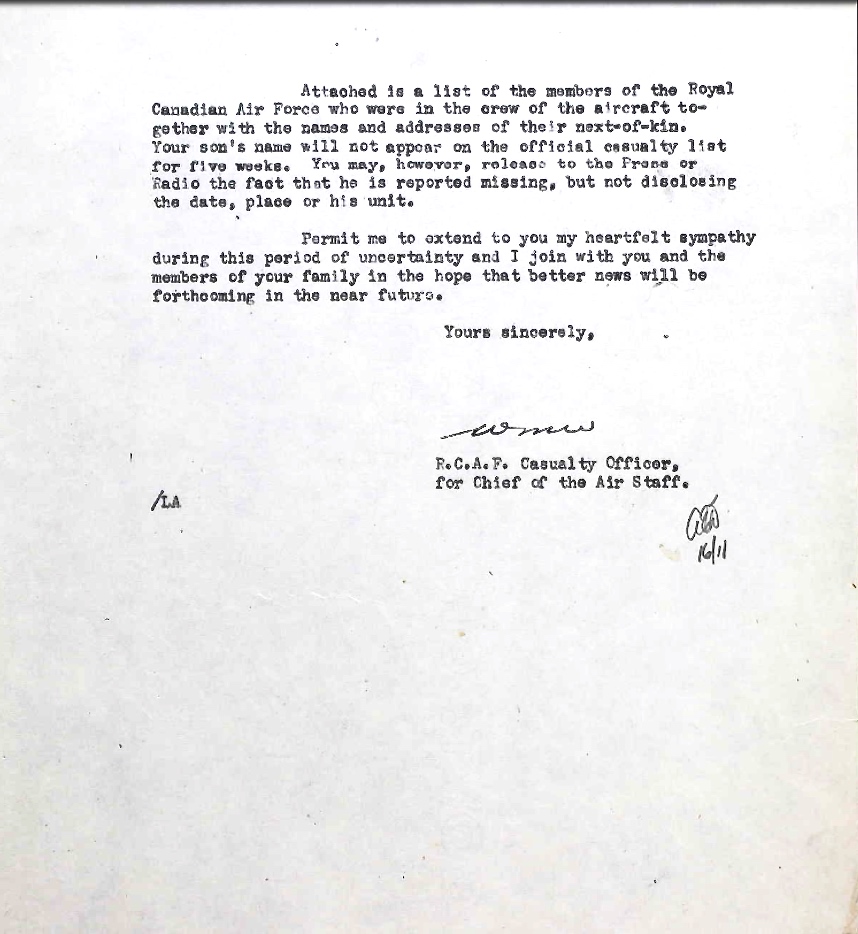 Attached is a list of the members of the Royal
Canadian Air Force who were in the crew of the aircraft to-
gether with the names and addresses of their next-of-kin.
Your son's name will not appear on the official casualty list
for five weeks. You may, however, release to the Press or
Radio the fact that he is reported missing, but not disclosing
the date, place or his unit.
Permit me to extend to you my heartfelt sympathy
during this period of uncertainty and I join with you and the
members of your family in the hope that better news will be
forthcoming in the near future.
Yours sincerely,
R.C.A.F. Casualty Officer,
for Chief of the Air Staff.
/LA
16/11